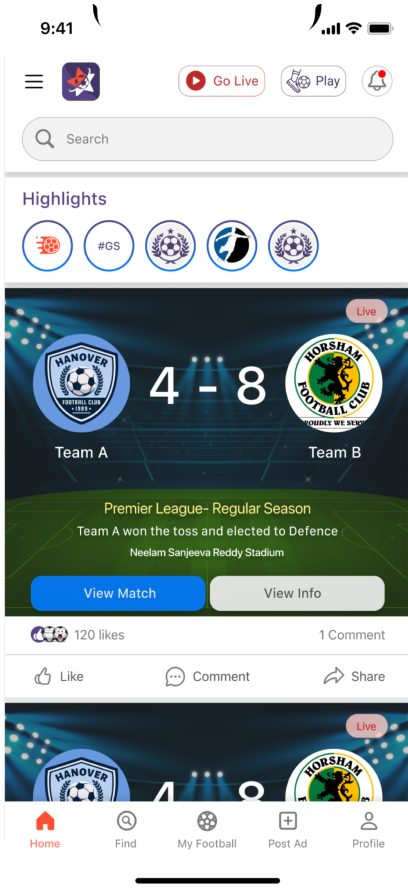 9:41
Go Live
Play
Search
Highlights
#GS
Live
HANOVER
FOOTBALL CLUB
• 1989 •
HORSHAM
FOOTBALL CLUB
4 - 8
Team A
Team B
Premier League- Regular Season
Team A won the toss and elected to Defence
Neelam Sanjeeva Reddy Stadium
View Match
View Info
120 likes
1 Comment
Like
Comment
Share
Live
HANOVER
HORSHAM
4
8
Home
Find
My Football
Post Ad
Profile